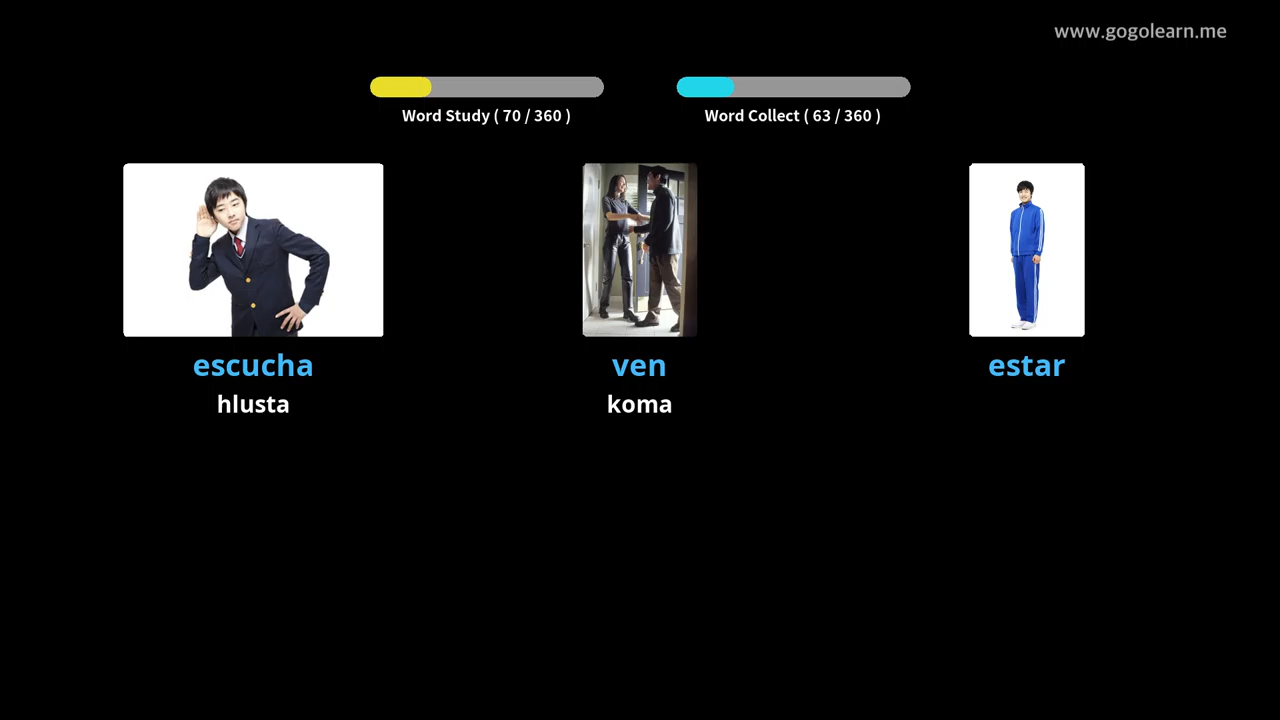 www.gogolearn.me
Word Study ( 70 / 360 )
Word Collect ( 63 / 360 )
escucha
ven
estar
hlusta
koma